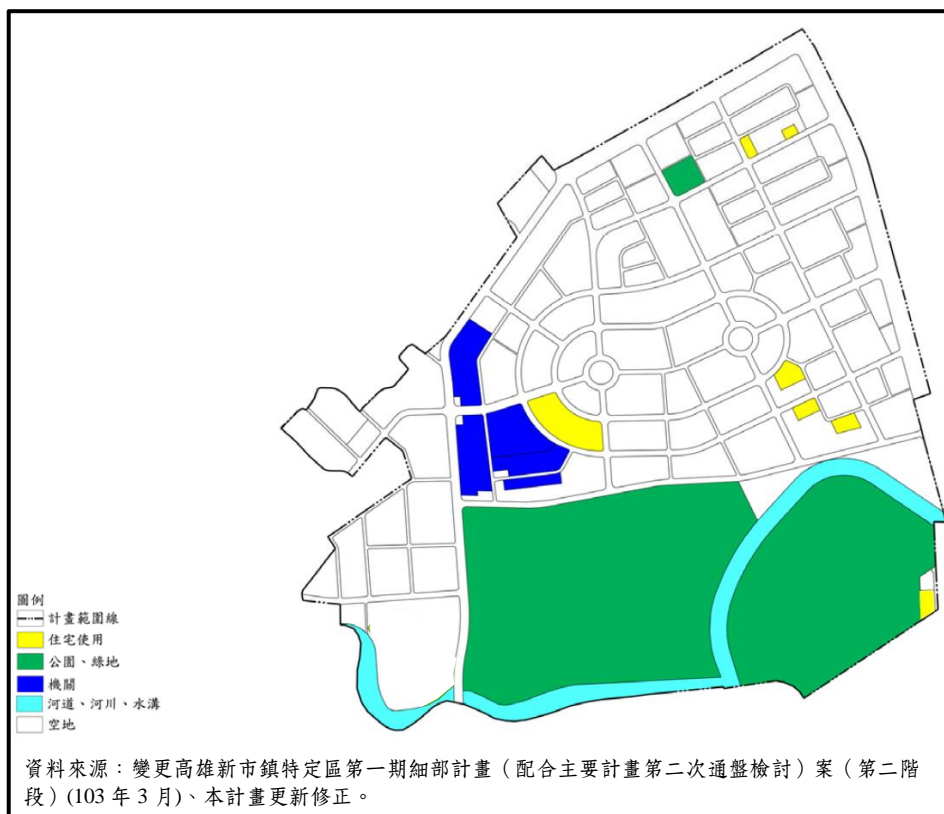 圖例
計畫範圍線
住宅使用
公園、綠地
機關
河道、河川、水溝
空地
資料來源：變更高雄新市鎮特定區第一期細部計畫（配合主要計畫第二次通盤檢討）案（第二階
段）(103 年 3 月)、本計畫更新修正。